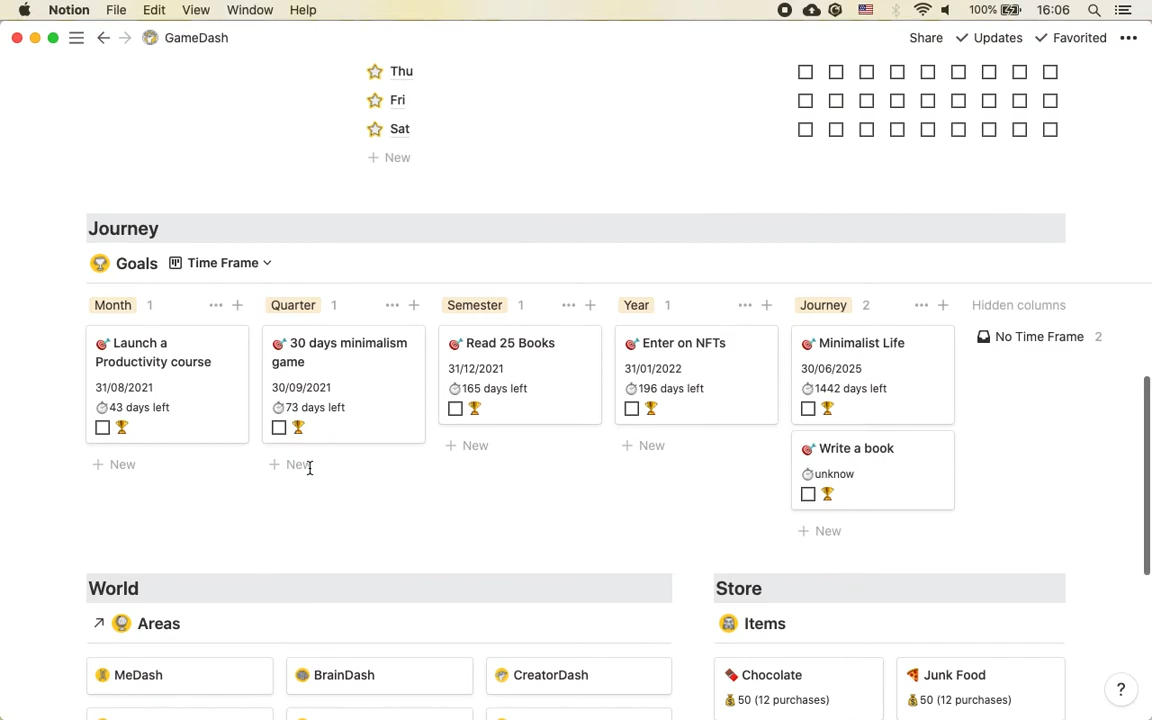 Notion File Edit View Window Help 100% 16:06
GameDash Share Updates Favorited
Thu
Fri
Sat
+ New
Journey
Goals Time Frame
Month 1 Quarter 1 Semester 1 Year 1 Journey 2 Hidden columns
Launch a
Productivity course
31/08/2021
43 days left
+ New
30 days minimalism
game
30/09/2021
73 days left
+ New
Read 25 Books
31/12/2021
165 days left
+ New
Enter on NFTs
31/01/2022
196 days left
+ New
Minimalist Life
30/06/2025
1442 days left
Write a book
unknow
+ New
No Time Frame 2
World
Areas
MeDash BrainDash CreatorDash
Store
Items
Chocolate
50 (12 purchases)
Junk Food
50 (12 purchases)
?